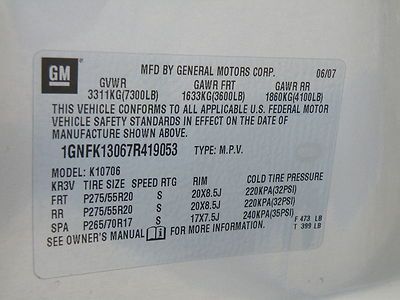 GM
MFD BY GENERAL MOTORS CORP. 06/07
GVWR GAWR FRT GAWR RR
3311KG(7300LB) 1633KG(3600LB) 1860KG(4100LB)
THIS VEHICLE CONFORMS TO ALL APPLICABLE U.S. FEDERAL MOTOR
VEHICLE SAFETY STANDARDS IN EFFECT ON THE DATE OF
MANUFACTURE SHOWN ABOVE.
1GNFK13067R419053 TYPE: M.P.V.
MODEL: K10706
KR3V TIRE SIZE SPEED RTG RIM COLD TIRE PRESSURE
FRT P275/55R20 S 20X8.5J 220KPA(32PSI)
RR P275/55R20 S 20X8.5J 220KPA(32PSI)
SPA P265/70R17 S 17X7.5J 240KPA(35PSI)
SEE OWNER'S MANUAL FOR MORE INFORMATION.
F 473 LB
T 399 LB